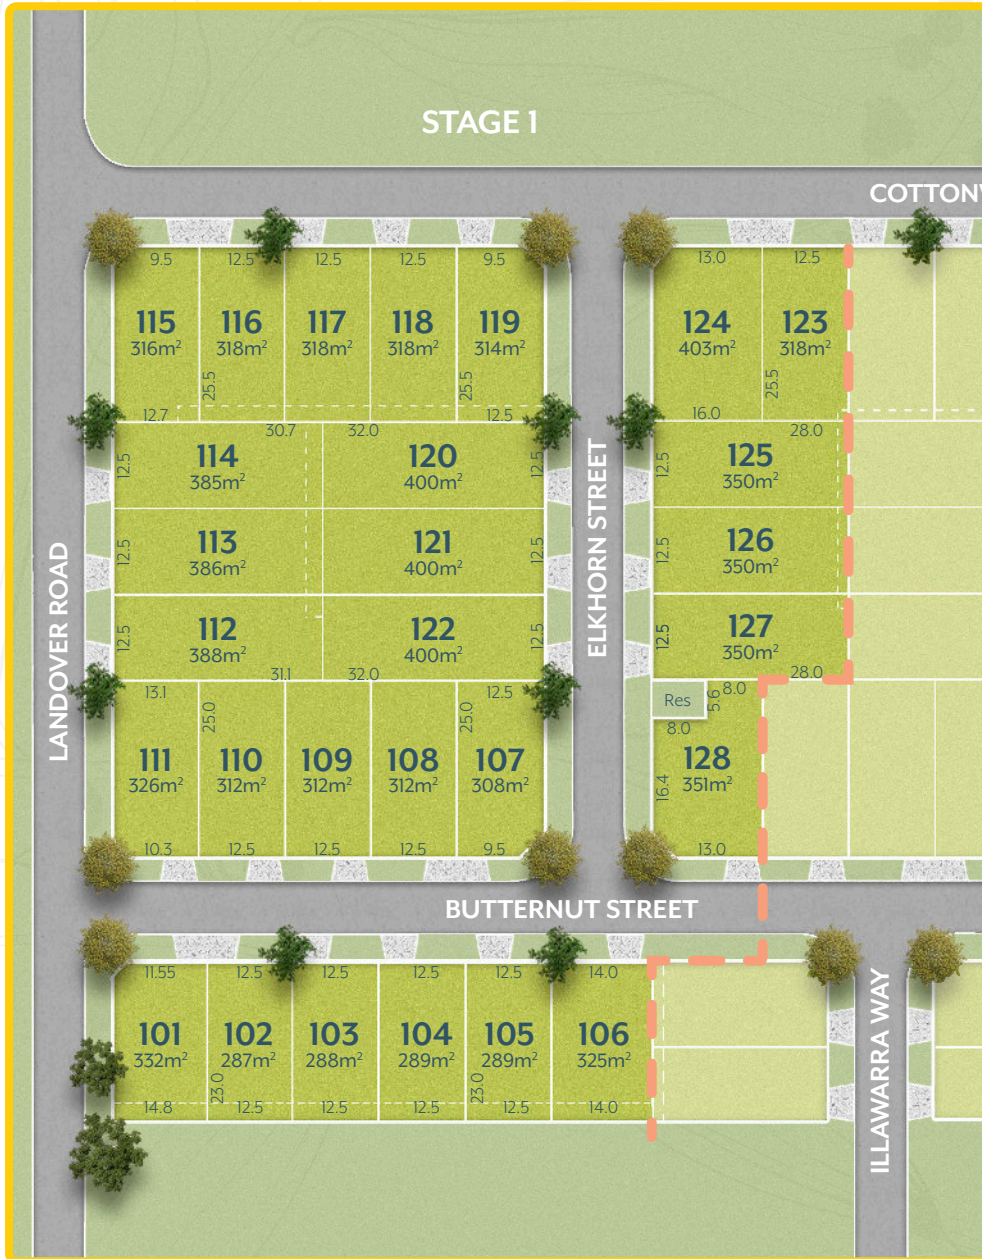 STAGE 1
COTTONW
9.5 12.5 12.5 12.5 9.5 13.0 12.5
115 116 117 118 119 124 123
316m² 318m² 318m² 318m² 314m² 403m² 318m²
25.5 25.5 25.5
12.7 12.5 16.0
30.7 32.0 28.0
114 120 125
385m² 400m² 350m²
12.5 12.5 12.5
113 121 126
386m² 400m² 350m²
12.5 12.5 12.5
112 122 127
388m² 400m² 350m²
12.5 12.5 12.5
31.1 32.0 28.0
LANDOVER ROAD
ELKHORN STREET
13.1 12.5 8.0
25.0 25.0 5.6
Res
8.0
111 110 109 108 107 128
326m² 312m² 312m² 312m² 308m² 351m²
16.4
10.3 12.5 12.5 12.5 9.5 13.0
BUTTERNUT STREET
11.55 12.5 12.5 12.5 14.0
101 102 103 104 105 106
332m² 287m² 288m² 289m² 289m² 325m²
23.0 23.0
14.8 12.5 12.5 12.5 12.5 14.0
ILLAWARRA WAY